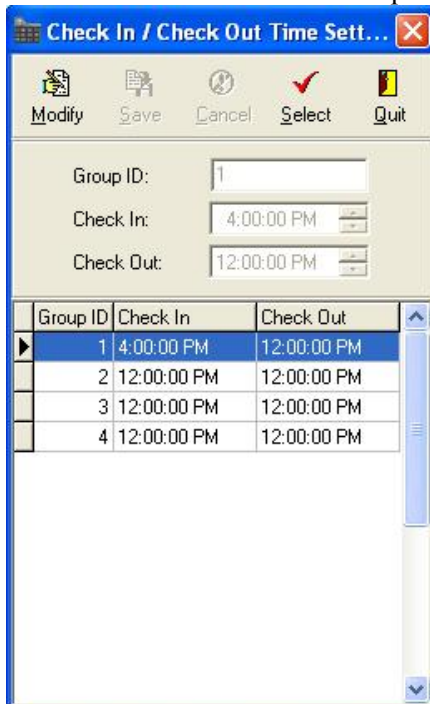 Check In / Check Out Time Sett...
Modify Save Cancel Select Quit
Group ID: 1
Check In: 4:00:00 PM
Check Out: 12:00:00 PM
Group ID Check In Check Out
1 4:00:00 PM 12:00:00 PM
2 12:00:00 PM 12:00:00 PM
3 12:00:00 PM 12:00:00 PM
4 12:00:00 PM 12:00:00 PM